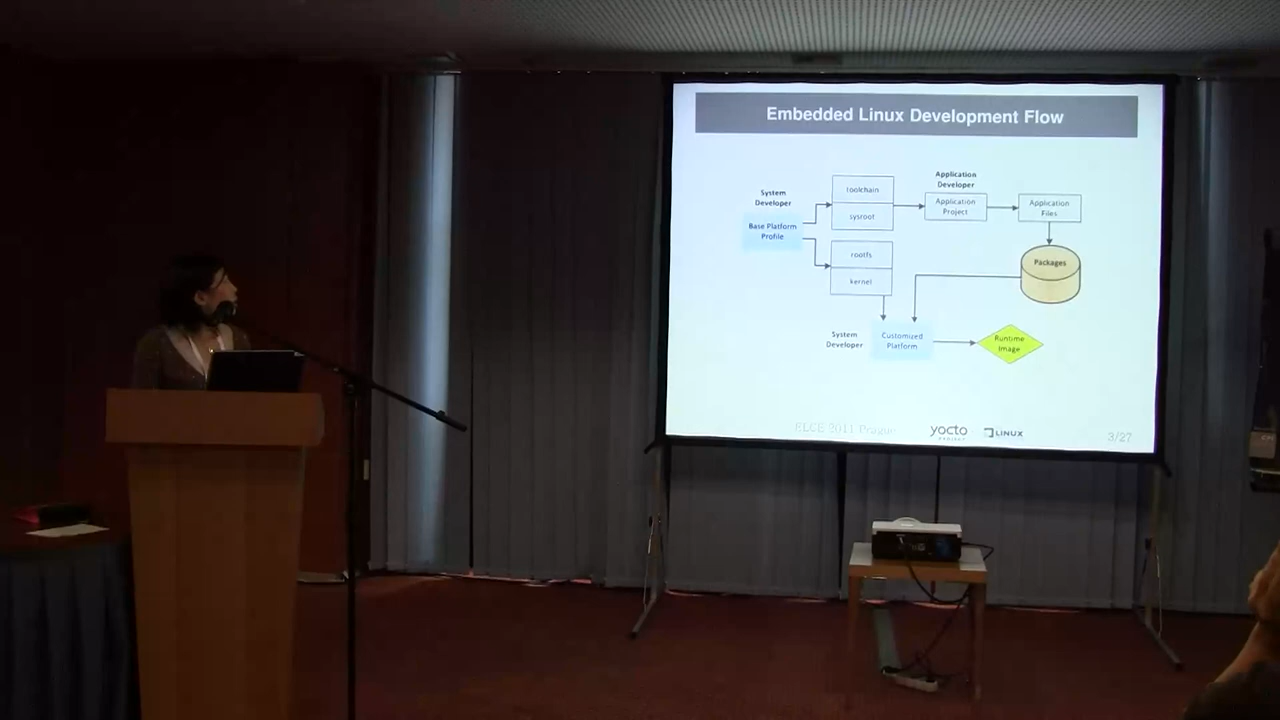 Embedded Linux Development Flow
System
Developer
Base Platform
Profile
toolchain
sysroot
rootfs
kernel
Application
Developer
Application
Project
Application
Files
Packages
System
Developer
Customized
Platform
Runtime
Image
ELCE 2011 Prague
yocto
PROJECT
LINUX
3/27